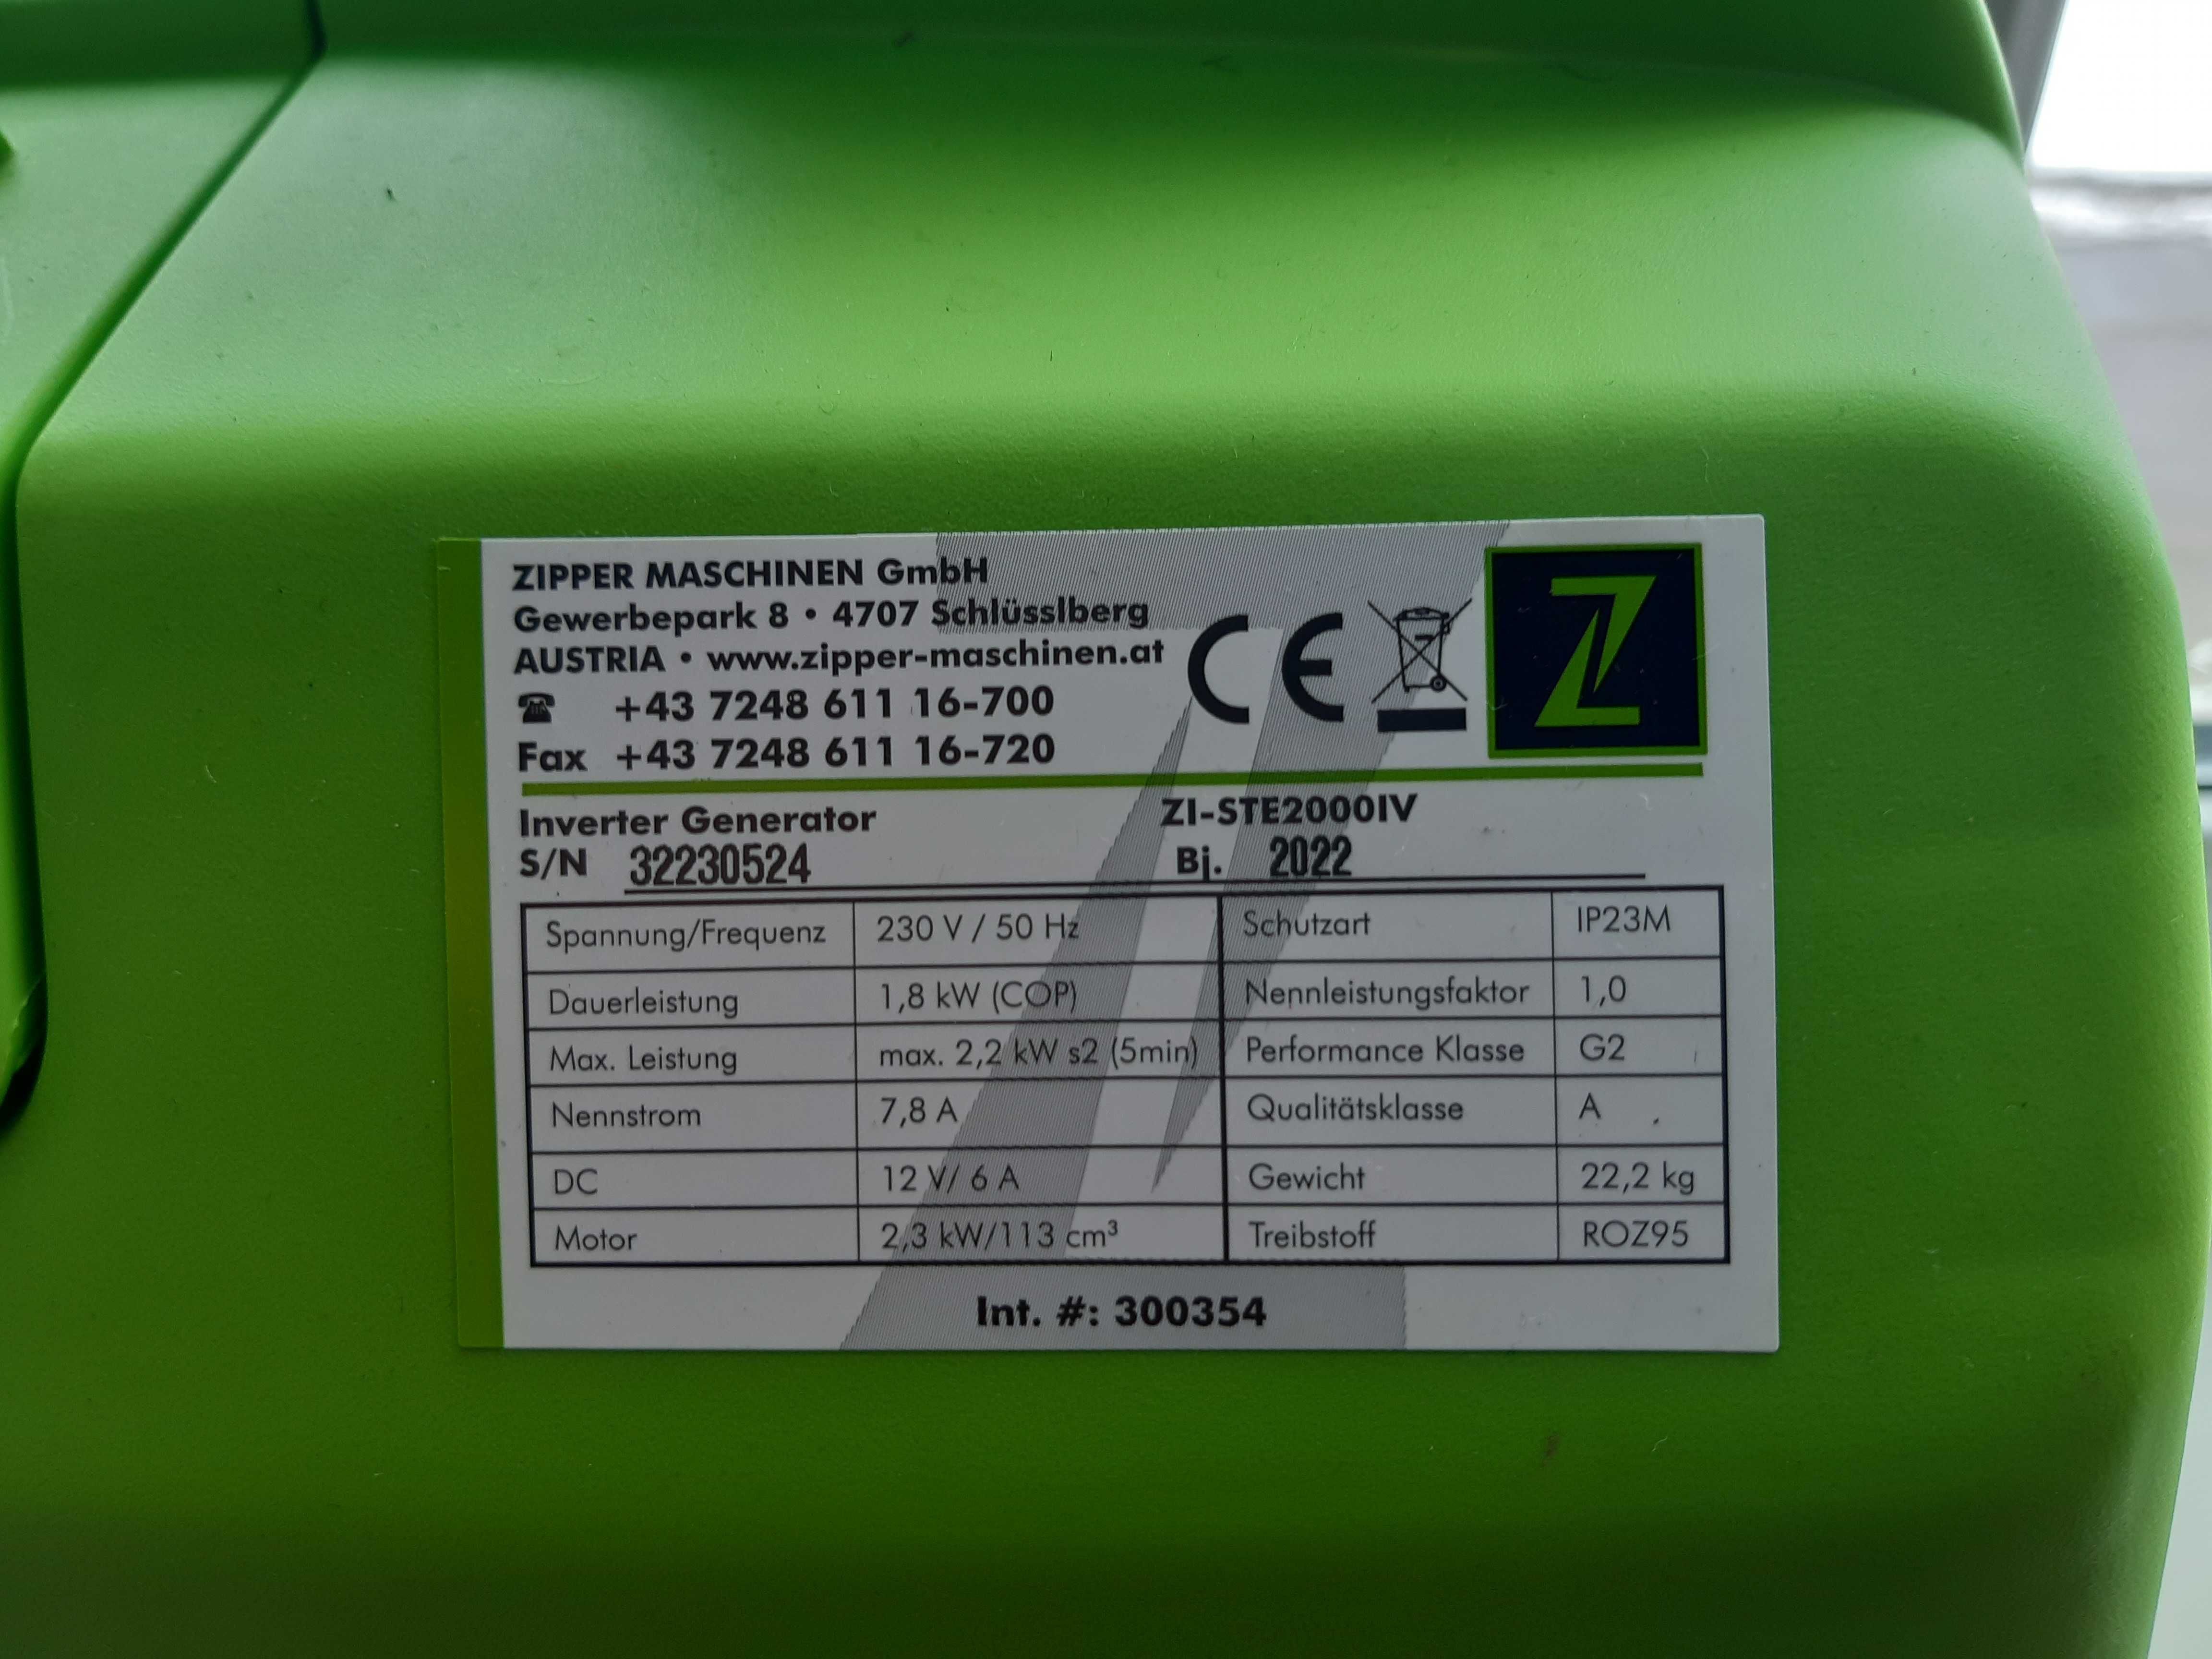 ZIPPER MASCHINEN GmbH
Gewerbepark 8 • 4707 Schlüsslberg
AUSTRIA • www.zipper-maschinen.at
☎ +43 7248 611 16-700
Fax +43 7248 611 16-720
CE
Z
Inverter Generator ZI-STE2000IV
S/N 32230524 Bj. 2022
Spannung/Frequenz 230 V / 50 Hz Schutzart IP23M
Dauerleistung 1,8 kW (COP) Nennleistungsfaktor 1,0
Max. Leistung max. 2,2 kW s2 (5min) Performance Klasse G2
Nennstrom 7,8 A Qualitätsklasse A
DC 12 V/ 6 A Gewicht 22,2 kg
Motor 2,3 kW/113 cm³ Treibstoff ROZ95
Int. #: 300354